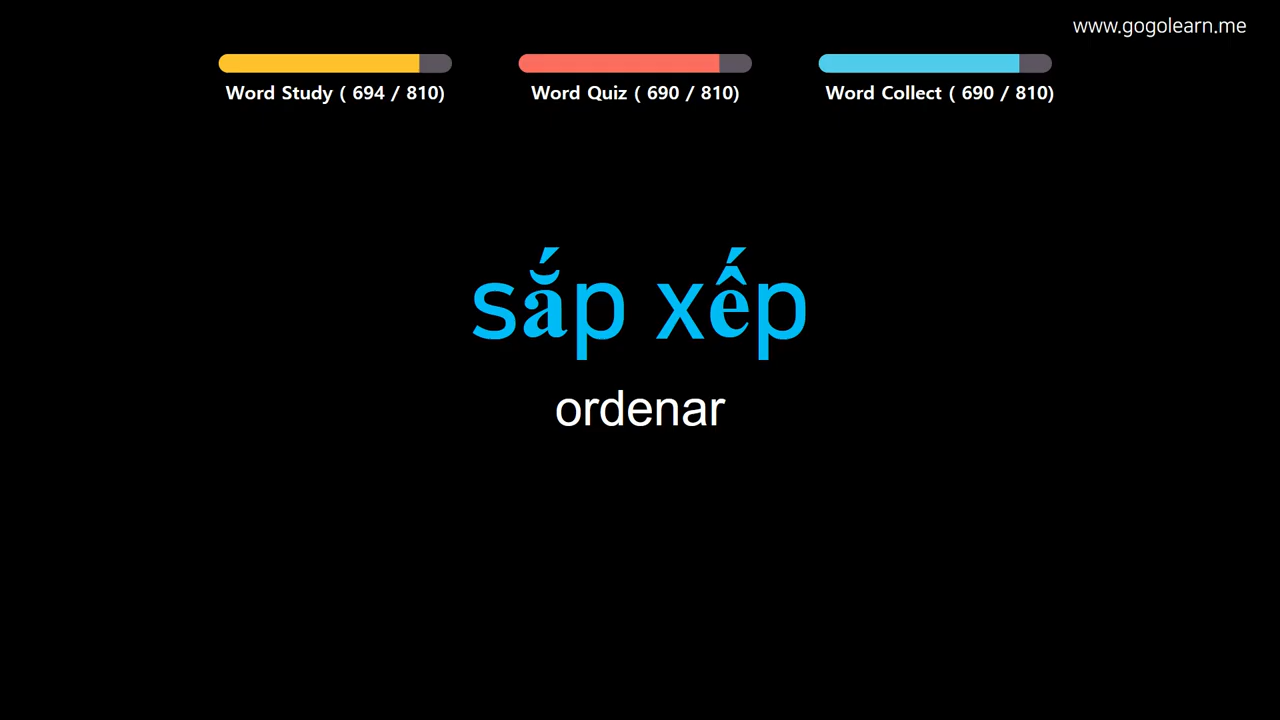 www.gogolearn.me
Word Study ( 694 / 810)
Word Quiz ( 690 / 810)
Word Collect ( 690 / 810)
sắp xếp
ordenar